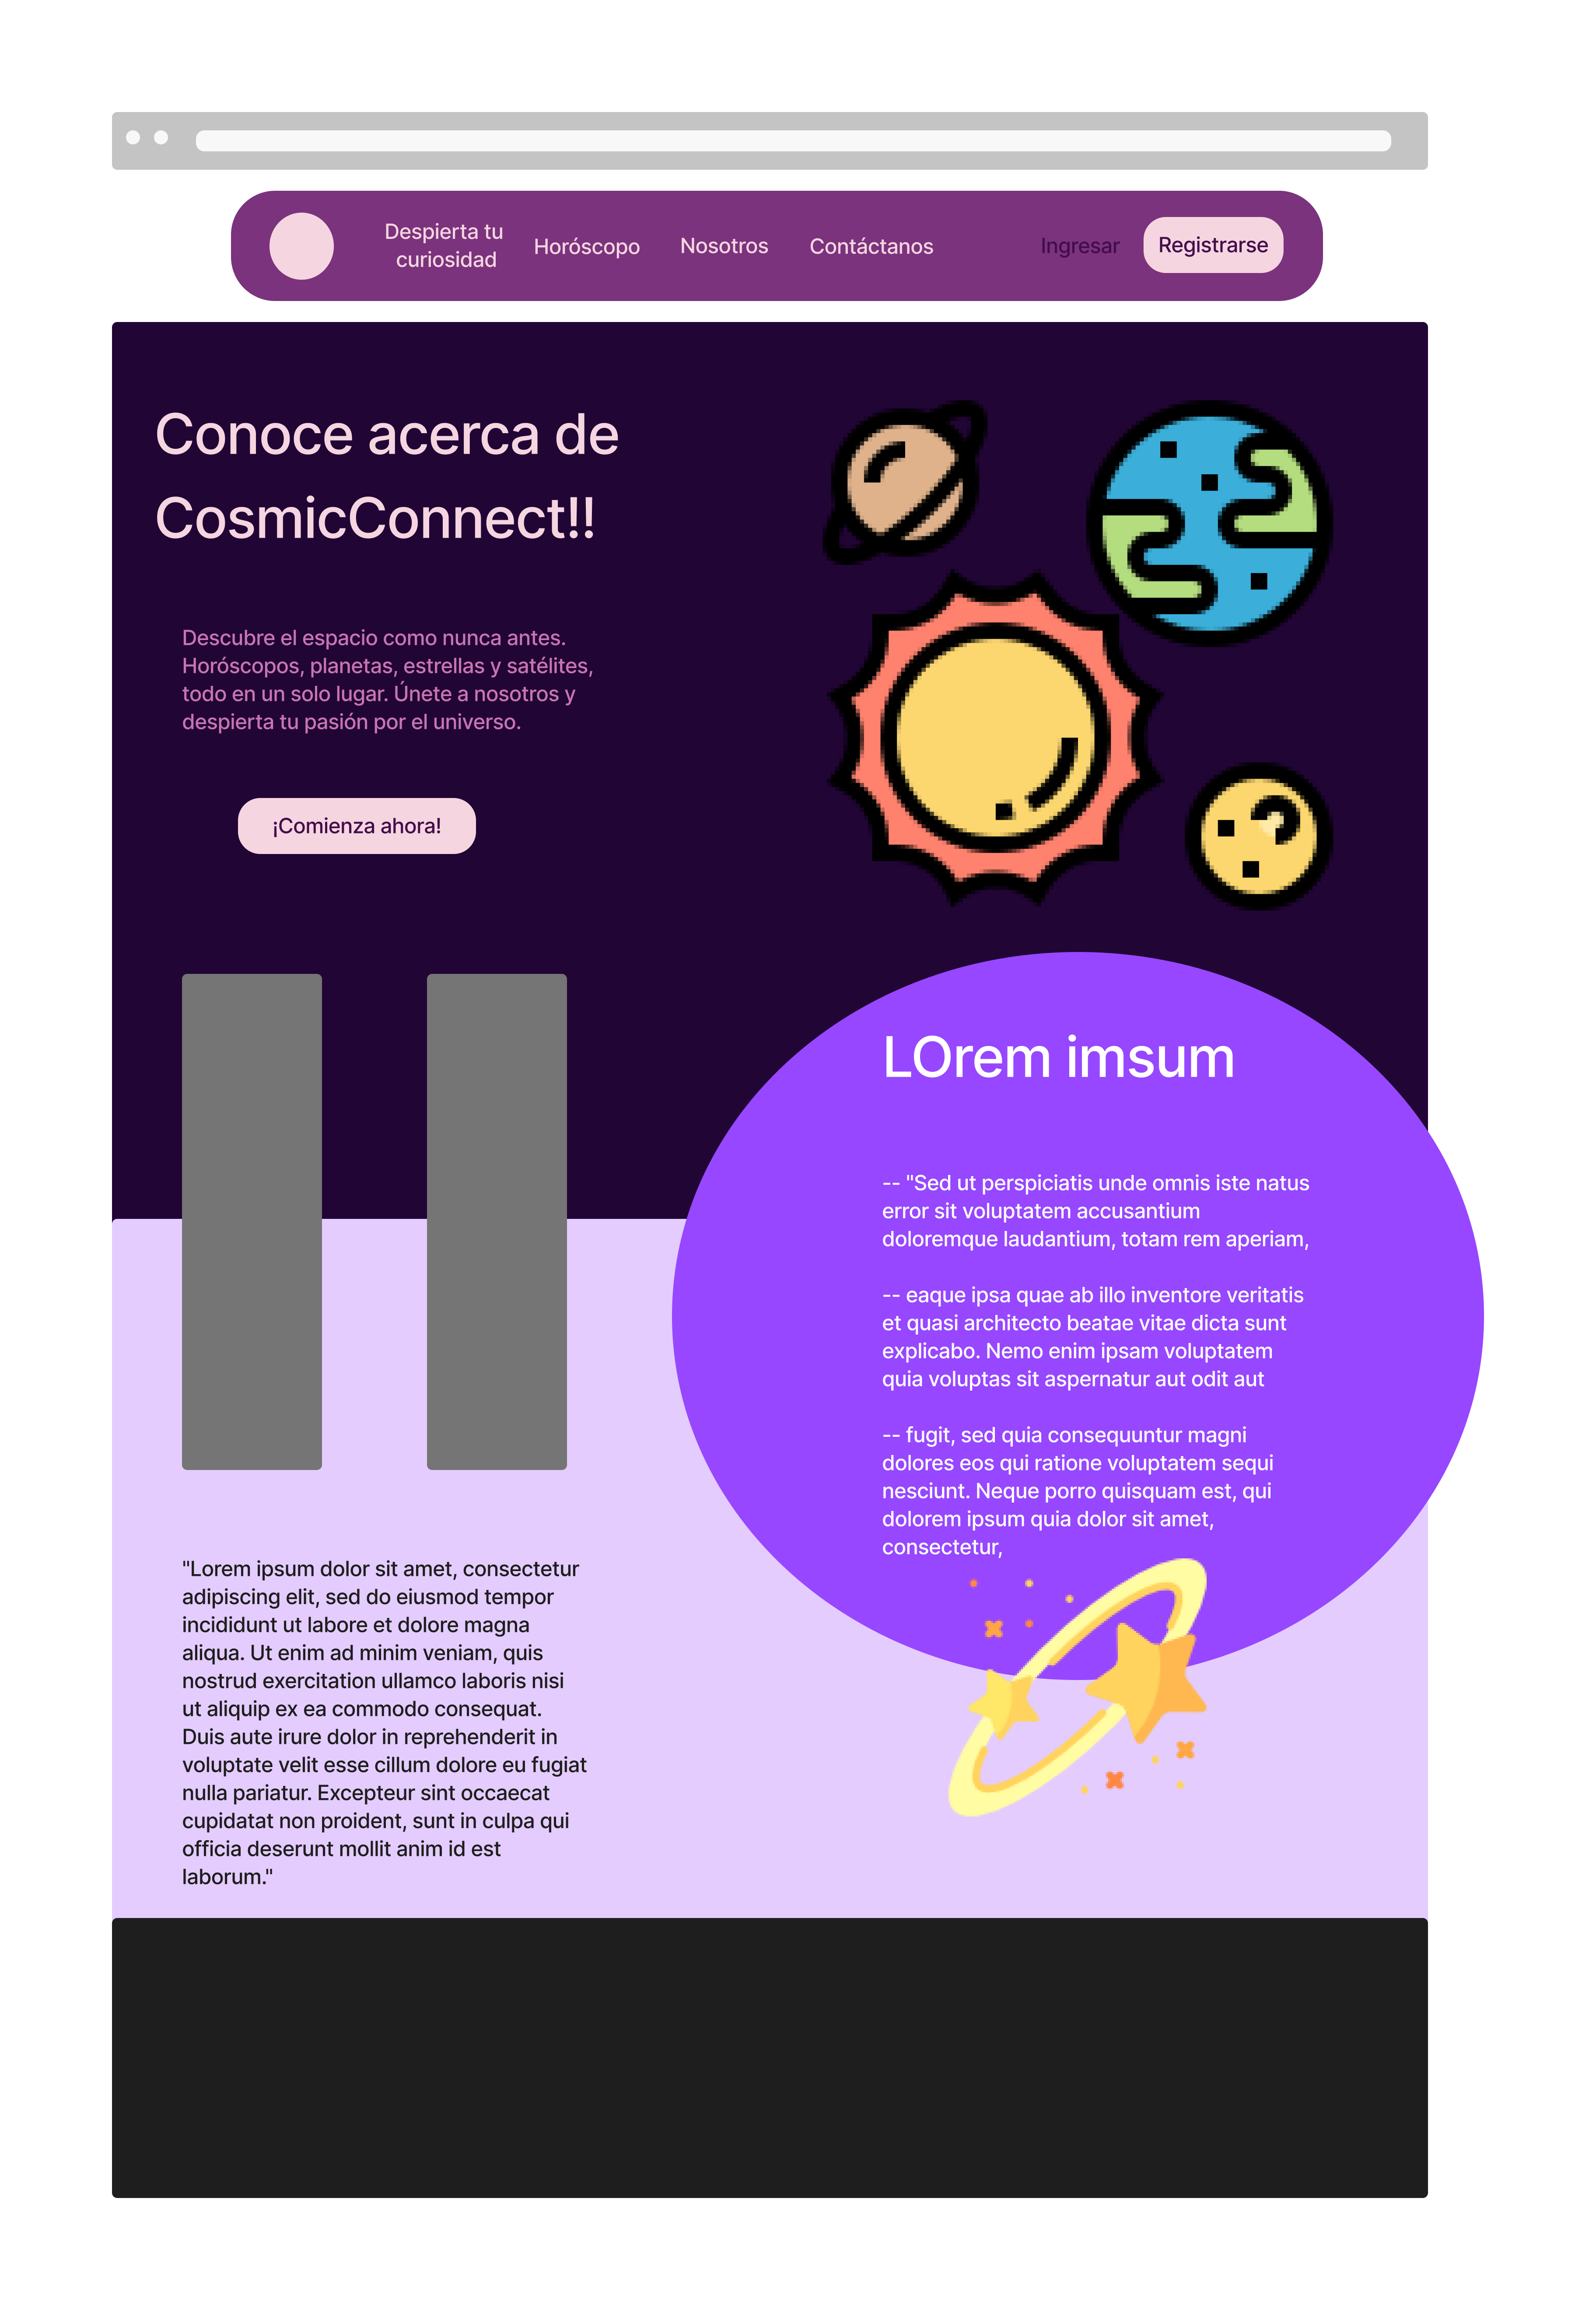 Despierta tu
curiosidad
Horóscopo
Nosotros
Contáctanos
Ingresar
Registrarse
Conoce acerca de
CosmicConnect!!
Descubre el espacio como nunca antes.
Horóscopos, planetas, estrellas y satélites,
todo en un solo lugar. Únete a nosotros y
despierta tu pasión por el universo.
¡Comienza ahora!
LOrem imsum
-- "Sed ut perspiciatis unde omnis iste natus
error sit voluptatem accusantium
doloremque laudantium, totam rem aperiam,
-- eaque ipsa quae ab illo inventore veritatis
et quasi architecto beatae vitae dicta sunt
explicabo. Nemo enim ipsam voluptatem
quia voluptas sit aspernatur aut odit aut
-- fugit, sed quia consequuntur magni
dolores eos qui ratione voluptatem sequi
nesciunt. Neque porro quisquam est, qui
dolorem ipsum quia dolor sit amet,
consectetur,
"Lorem ipsum dolor sit amet, consectetur
adipiscing elit, sed do eiusmod tempor
incididunt ut labore et dolore magna
aliqua. Ut enim ad minim veniam, quis
nostrud exercitation ullamco laboris nisi
ut aliquip ex ea commodo consequat.
Duis aute irure dolor in reprehenderit in
voluptate velit esse cillum dolore eu fugiat
nulla pariatur. Excepteur sint occaecat
cupidatat non proident, sunt in culpa qui
officia deserunt mollit anim id est
laborum."